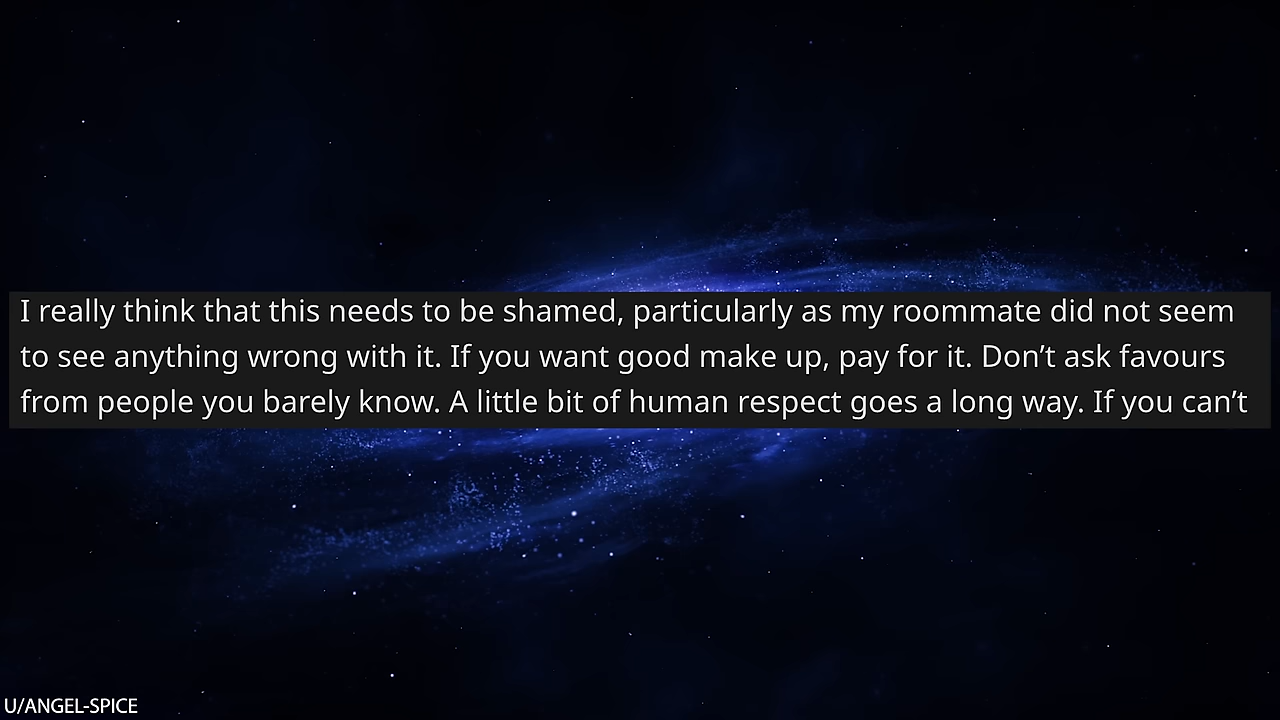 I really think that this needs to be shamed, particularly as my roommate did not seem
to see anything wrong with it. If you want good make up, pay for it. Don’t ask favours
from people you barely know. A little bit of human respect goes a long way. If you can’t
U/ANGEL-SPICE